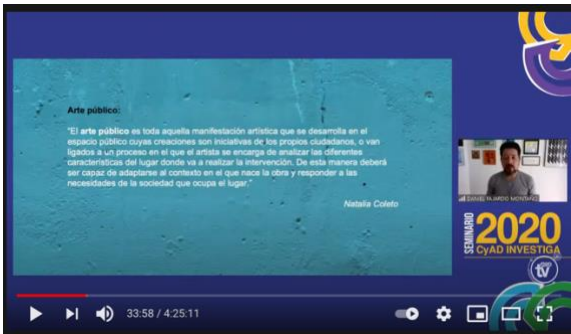 Arte público:
"El arte público es toda aquella manifestación artística que se desarrolla en el
espacio público cuyas creaciones son iniciativas de los propios ciudadanos, o van
ligados a un proceso en el que el artista se encarga de analizar las diferentes
características del lugar donde va a realizar la intervención. De esta manera deberá
ser capaz de adaptarse al contexto en el que nace la obra y responder a las
necesidades de la sociedad que ocupa el lugar."
Natalia Coleto
DANIEL FAJARDO MONTAÑO
SEMINARIO
2020
CyAD INVESTIGA
tv
33:58 / 4:25:11